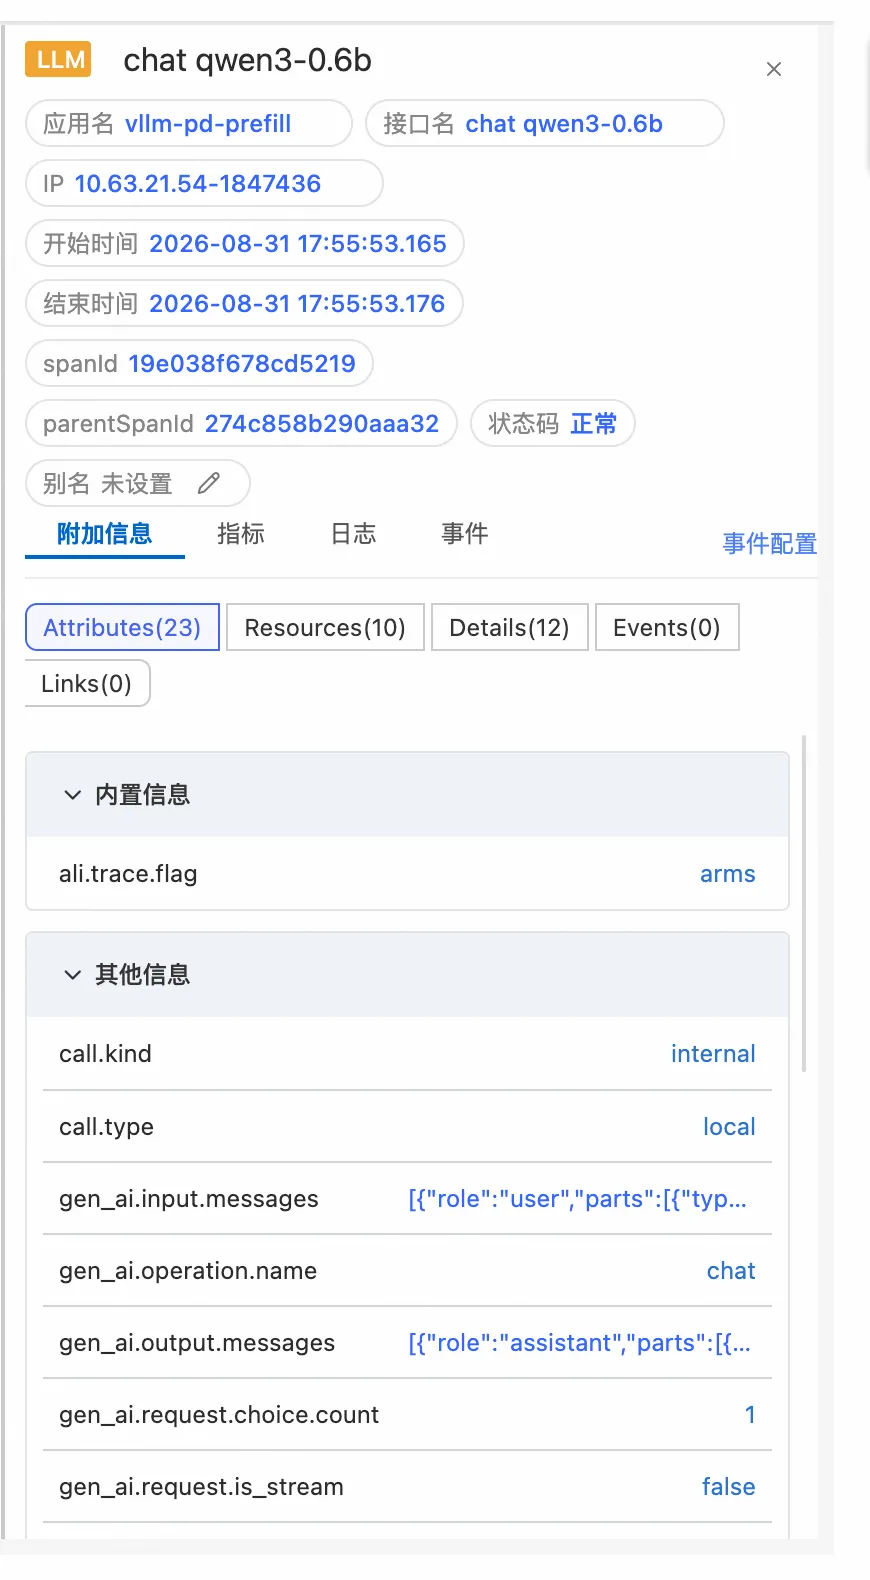 LLM chat qwen3-0.6b
应用名 vllm-pd-prefill 接口名 chat qwen3-0.6b
IP 10.63.21.54-1847436
开始时间 2026-08-31 17:55:53.165
结束时间 2026-08-31 17:55:53.176
spanId 19e038f678cd5219
parentSpanId 274c858b290aaa32 状态码 正常
别名 未设置
附加信息 指标 日志 事件 事件配置
Attributes(23) Resources(10) Details(12) Events(0)
Links(0)
内置信息
ali.trace.flag arms
其他信息
call.kind internal
call.type local
gen_ai.input.messages [{"role":"user","parts":[{"typ...
gen_ai.operation.name chat
gen_ai.output.messages [{"role":"assistant","parts":[{...
gen_ai.request.choice.count 1
gen_ai.request.is_stream false